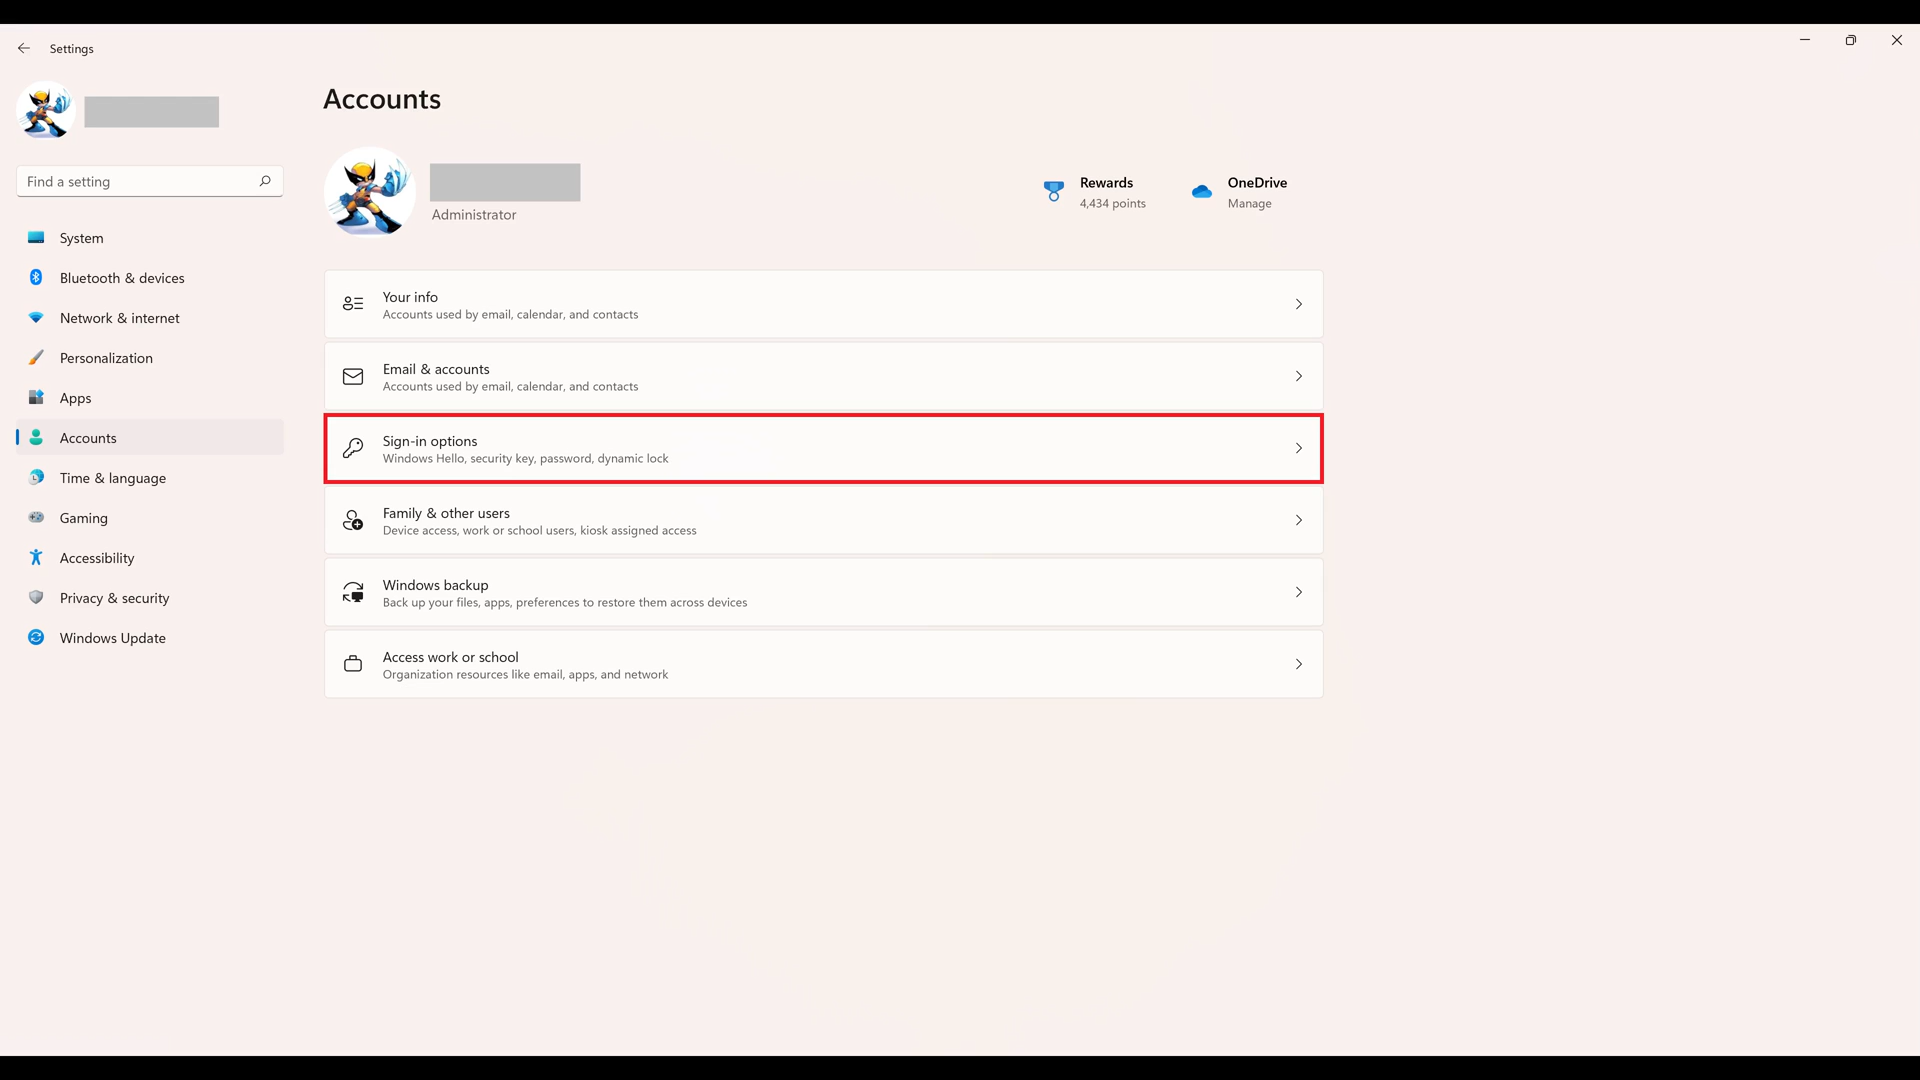 Settings
Find a setting
System
Bluetooth & devices
Network & internet
Personalization
Apps
Accounts
Time & language
Gaming
Accessibility
Privacy & security
Windows Update
Accounts
Administrator
Rewards
4,434 points
OneDrive
Manage
Your info
Accounts used by email, calendar, and contacts
Email & accounts
Accounts used by email, calendar, and contacts
Sign-in options
Windows Hello, security key, password, dynamic lock
Family & other users
Device access, work or school users, kiosk assigned access
Windows backup
Back up your files, apps, preferences to restore them across devices
Access work or school
Organization resources like email, apps, and network